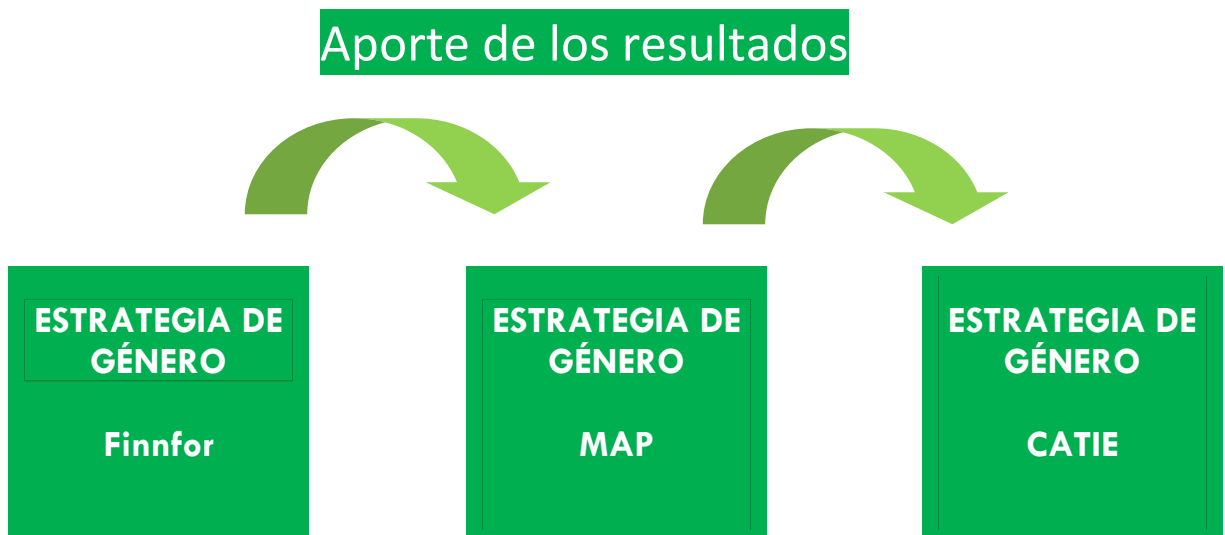 Aporte de los resultados
ESTRATEGIA DE
GÉNERO
Finnfor
ESTRATEGIA DE
GÉNERO
MAP
ESTRATEGIA DE
GÉNERO
CATIE